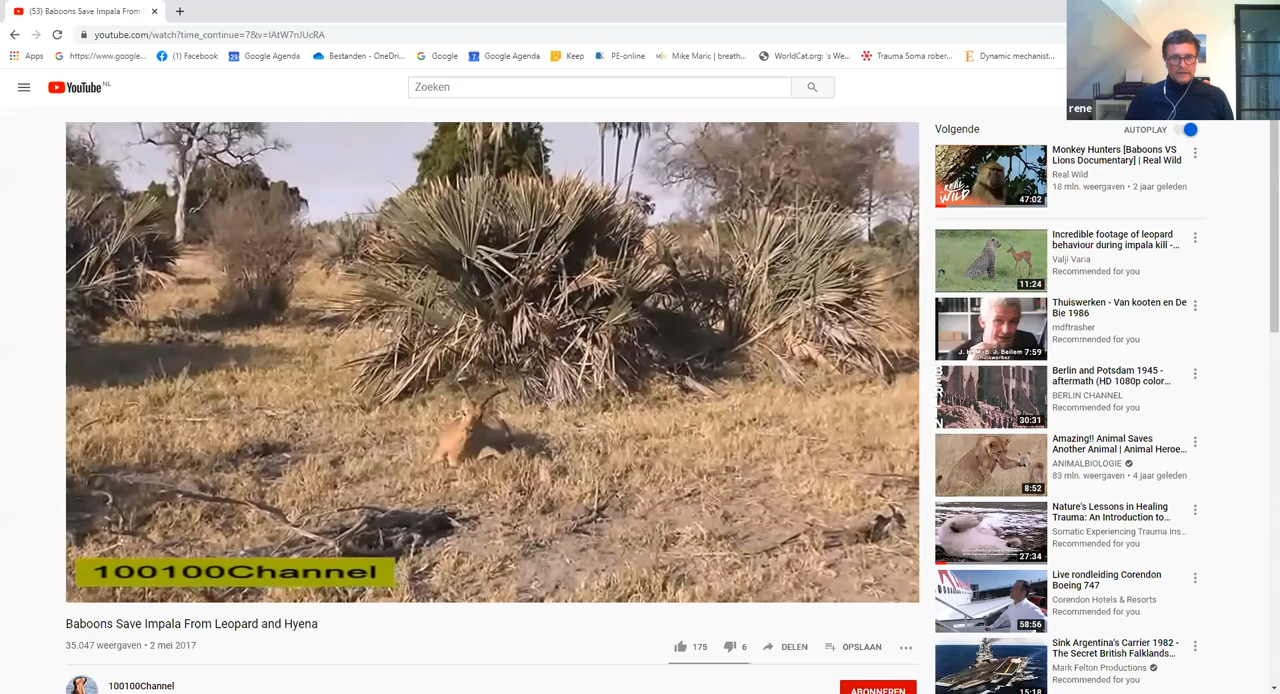 (53) Baboons Save Impala From
youtube.com/watch?time_continue=7&v=IAtW7nJUcRA
Apps
https://www.google...
(1) Facebook
Google Agenda
Bestanden — OneDri...
Google
Google Agenda
Keep
PE-online
Mike Maric | breath...
WorldCat.org: 's We...
Trauma Soma rober...
Dynamic mechanist...
rene
YouTube NL
Zoeken
100100Channel
Baboons Save Impala From Leopard and Hyena
35.047 weergaven • 2 mei 2017
175
6
DELEN
OPSLAAN
100100Channel
ABONNEREN
Volgende
AUTOPLAY
REAL WILD
47:02
Monkey Hunters [Baboons VS
Lions Documentary] | Real Wild
Real Wild
18 mln. weergaven • 2 jaar geleden
11:24
Incredible footage of leopard
behaviour during impala kill -...
Valji Varia
Recommended for you
7:59
Thuiswerken - Van kooten en De
Bie 1986
mdftrasher
Recommended for you
30:31
Berlin and Potsdam 1945 -
aftermath (HD 1080p color...
BERLIN CHANNEL
Recommended for you
8:52
Amazing!! Animal Saves
Another Animal | Animal Heroe...
ANIMALBIOLOGIE
83 mln. weergaven • 4 jaar geleden
27:34
Nature's Lessons in Healing
Trauma: An Introduction to...
Somatic Experiencing Trauma Ins...
Recommended for you
58:56
Live rondleiding Corendon
Boeing 747
Corendon Hotels & Resorts
Recommended for you
15:18
Sink Argentina's Carrier 1982 -
The Secret British Falklands...
Mark Felton Productions
Recommended for you